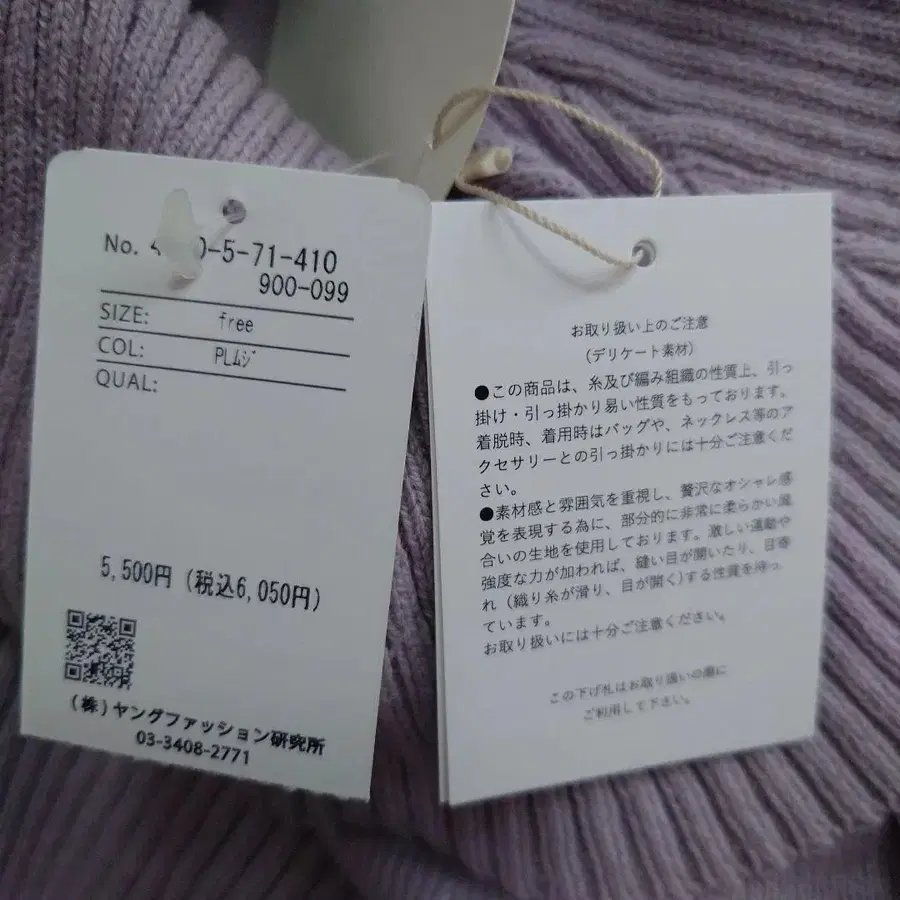 No. -5-71-410
900-099
SIZE: free
COL: PLムジ
QUAL:
5,500円 (税込6,050円)
(株)ヤングファッション研究所
03-3408-2771
お取り扱い上のご注意
(デリケート素材)
●この商品は、糸及び編み組織の性質上、引っ
掛け・引っ掛かり易い性質をもっております。
着脱時、着用時はバッグや、ネックレス等のア
クセサリーとの引っ掛かりには十分ご注意くだ
さい。
●素材感と雰囲気を重視し、贅沢なオシャレ感
覚を表現する為に、部分的に非常に柔らかい風
合いの生地を使用しております。激しい運動や
強度な力が加われば、縫い目が開いたり、目寄
れ(織り糸が滑り、目が開く)する性質を持っ
ています。
お取り扱いには十分ご注意ください。
この下げ札はお取り扱いの際に
ご利用して下さい。